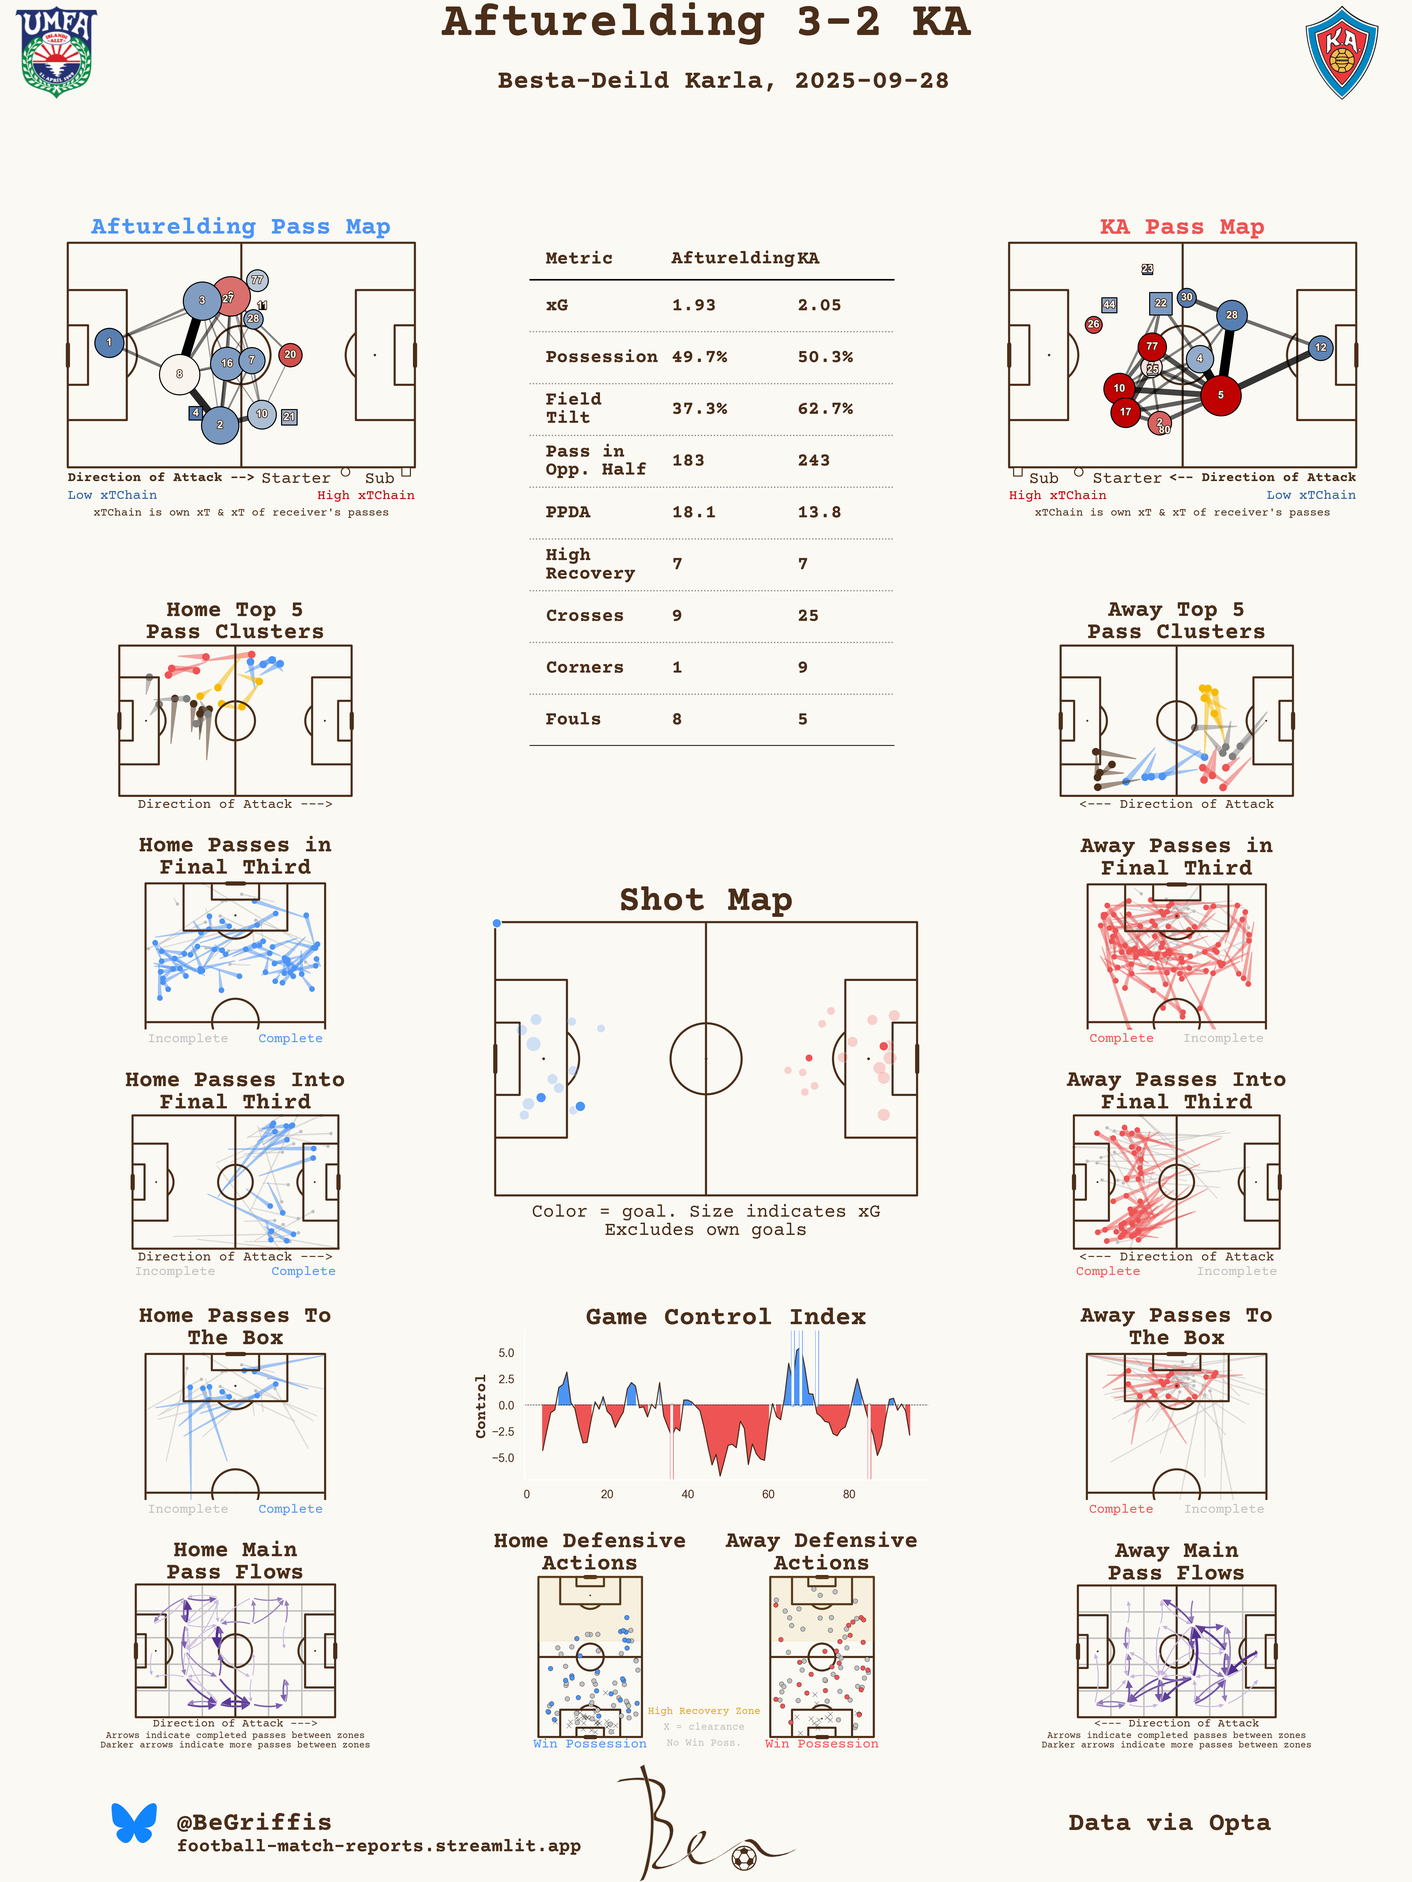 Afturelding 3-2 KA
Besta-Deild Karla, 2025-09-28
UMFA
KA
Afturelding Pass Map
1
3
27
77
11
28
8
16
7
20
4
2
10
21
Direction of Attack --> Starter Sub
Low xTChain High xTChain
xTChain is own xT & xT of receiver's passes
Metric Afturelding KA
xG 1.93 2.05
Possession 49.7% 50.3%
Field
Tilt 37.3% 62.7%
Pass in
Opp. Half 183 243
PPDA 18.1 13.8
High
Recovery 7 7
Crosses 9 25
Corners 1 9
Fouls 8 5
KA Pass Map
23
44
22
30
28
26
77
4
12
25
10
5
17
2
80
Sub Starter <-- Direction of Attack
High xTChain Low xTChain
xTChain is own xT & xT of receiver's passes
Home Top 5
Pass Clusters
Direction of Attack --->
Away Top 5
Pass Clusters
<--- Direction of Attack
Home Passes in
Final Third
Incomplete Complete
Away Passes in
Final Third
Complete Incomplete
Shot Map
Color = goal. Size indicates xG
Excludes own goals
Home Passes Into
Final Third
Direction of Attack --->
Incomplete Complete
Away Passes Into
Final Third
<--- Direction of Attack
Complete Incomplete
Home Passes To
The Box
Incomplete Complete
Game Control Index
Control
5.0
2.5
0.0
−2.5
−5.0
0 20 40 60 80
Away Passes To
The Box
Complete Incomplete
Home Main
Pass Flows
Direction of Attack --->
Arrows indicate completed passes between zones
Darker arrows indicate more passes between zones
Home Defensive
Actions
Win Possession
Away Defensive
Actions
Win Possession
High Recovery Zone
X = clearance
No Win Poss.
Away Main
Pass Flows
<--- Direction of Attack
Arrows indicate completed passes between zones
Darker arrows indicate more passes between zones
@BeGriffis
football-match-reports.streamlit.app
Ben
Data via Opta